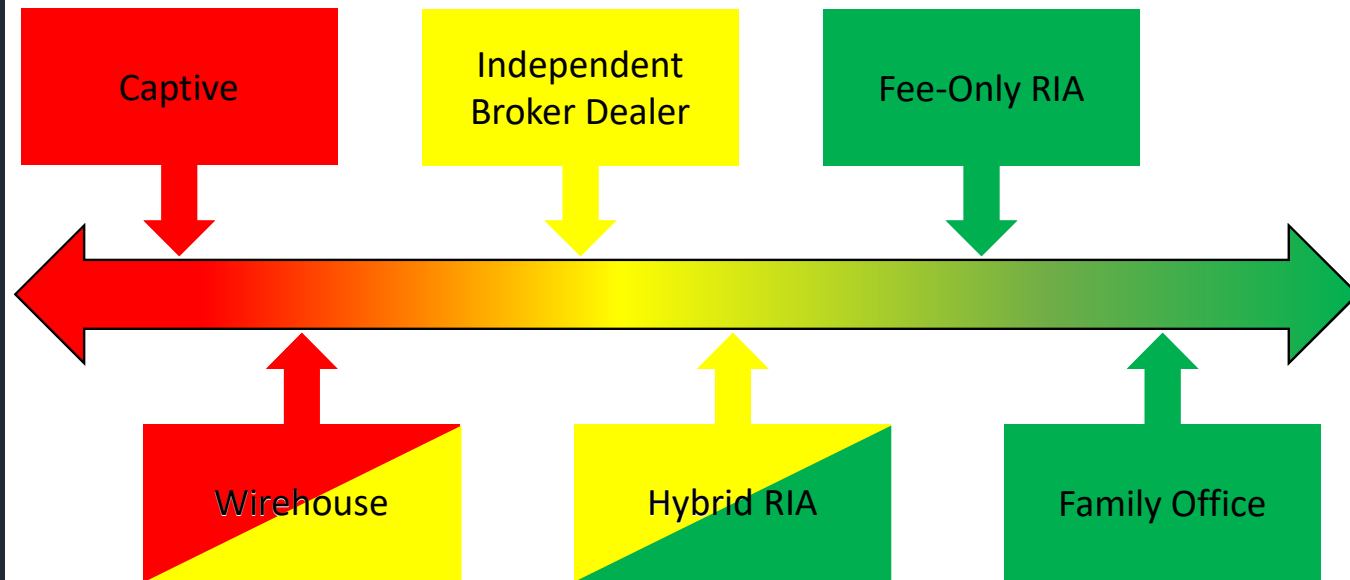 Captive
Independent
Broker Dealer
Fee-Only RIA
Wirehouse
Hybrid RIA
Family Office